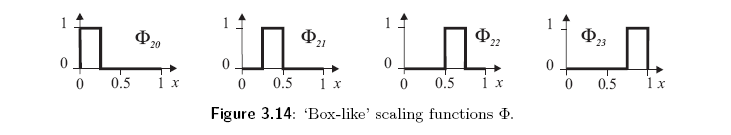 1 Φ20 0 0 0.5 1 x
1 Φ21 0 0 0.5 1 x
1 Φ22 0 0 0.5 1 x
1 Φ23 0 0 0.5 1 x
Figure 3.14: ‘Box-like’ scaling functions Φ.